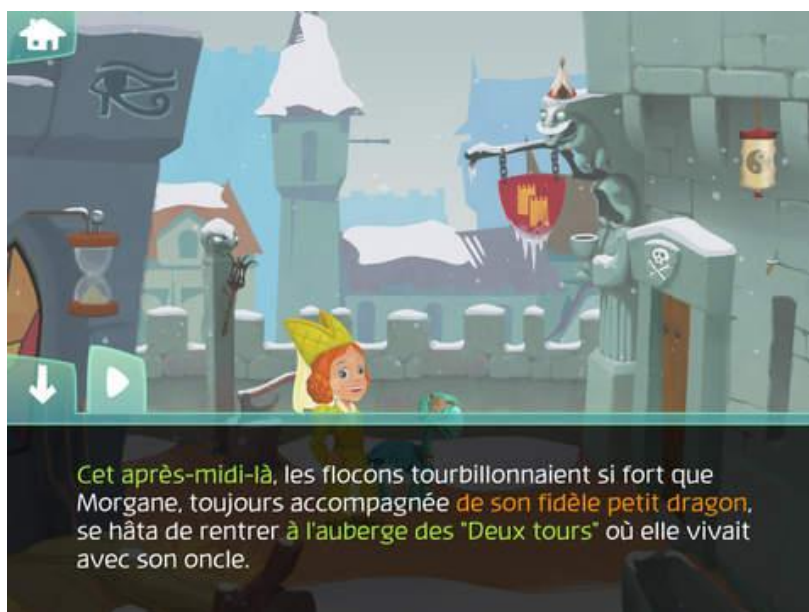 Cet après-midi-là, les flocons tourbillonnaient si fort que
Morgane, toujours accompagnée de son fidèle petit dragon,
se hâta de rentrer à l'auberge des "Deux tours" où elle vivait
avec son oncle.